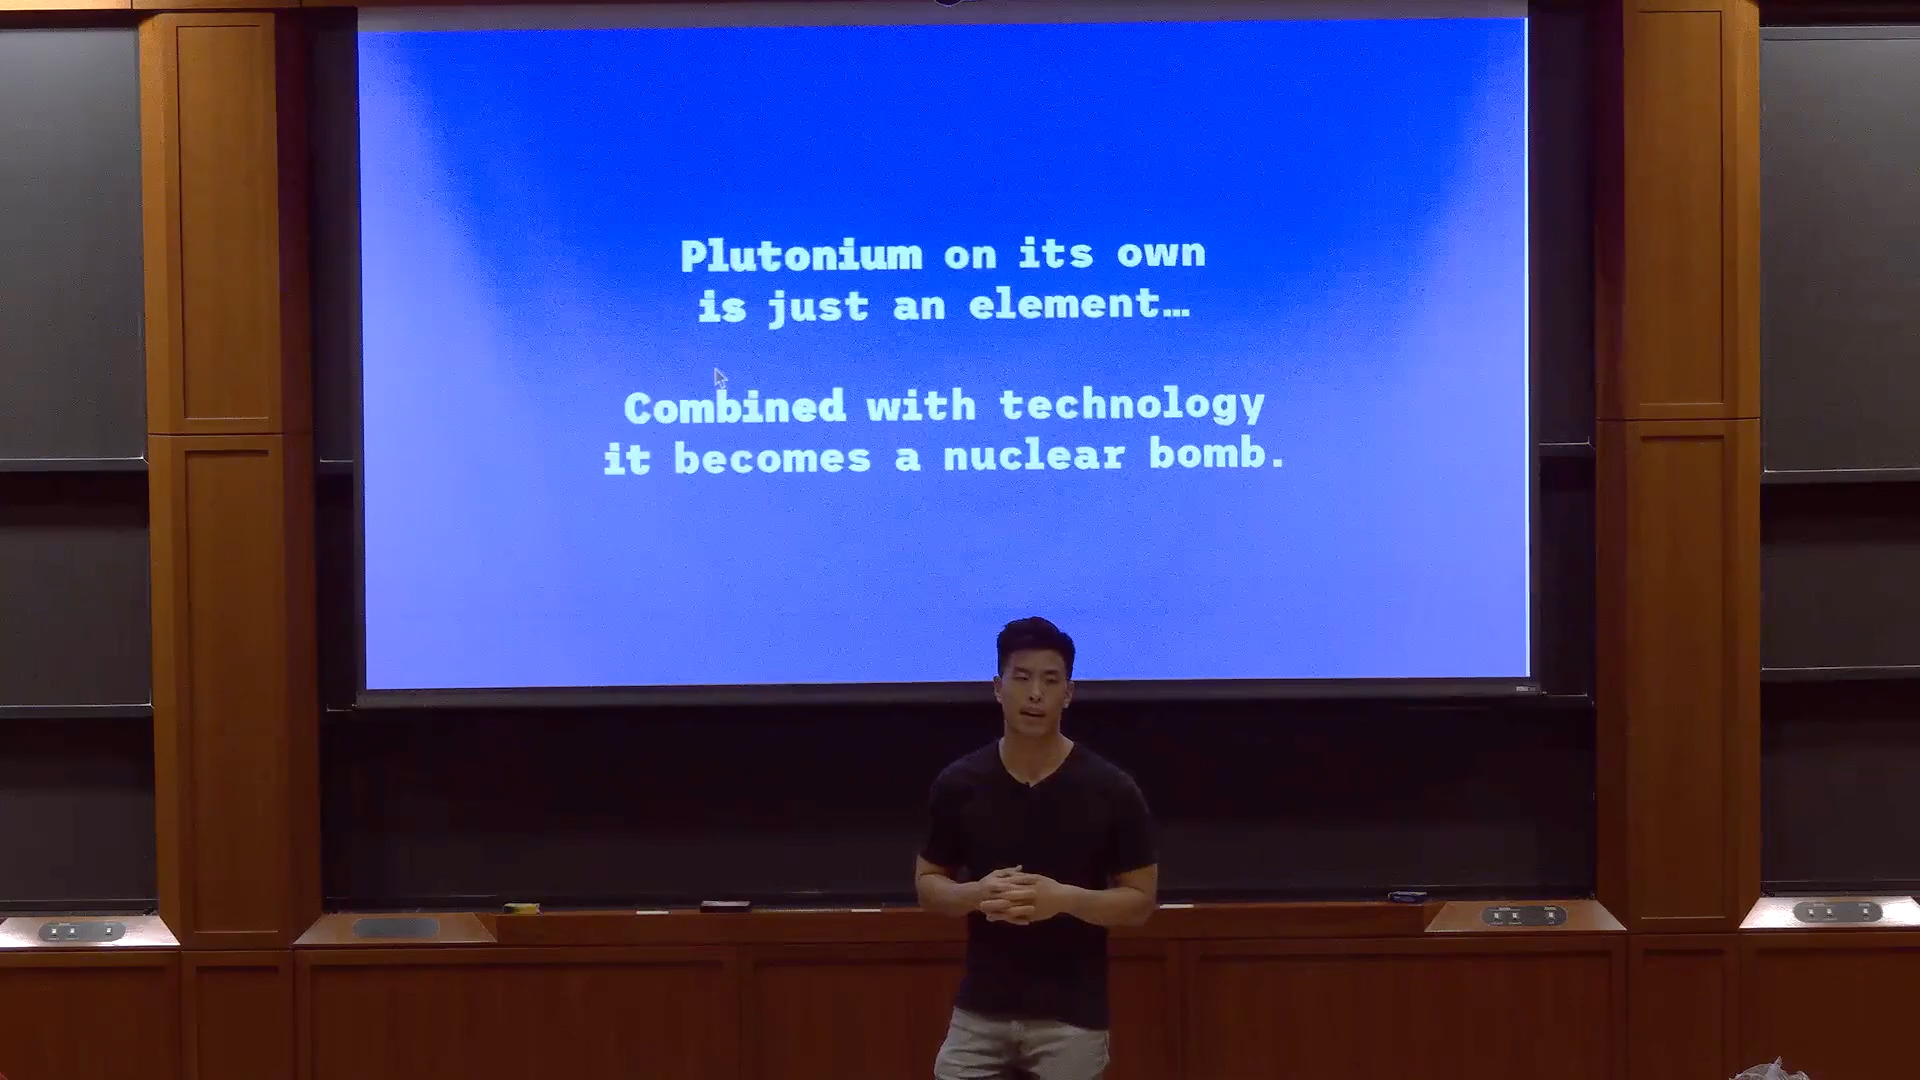 Plutonium on its own
is just an element…
Combined with technology
it becomes a nuclear bomb.